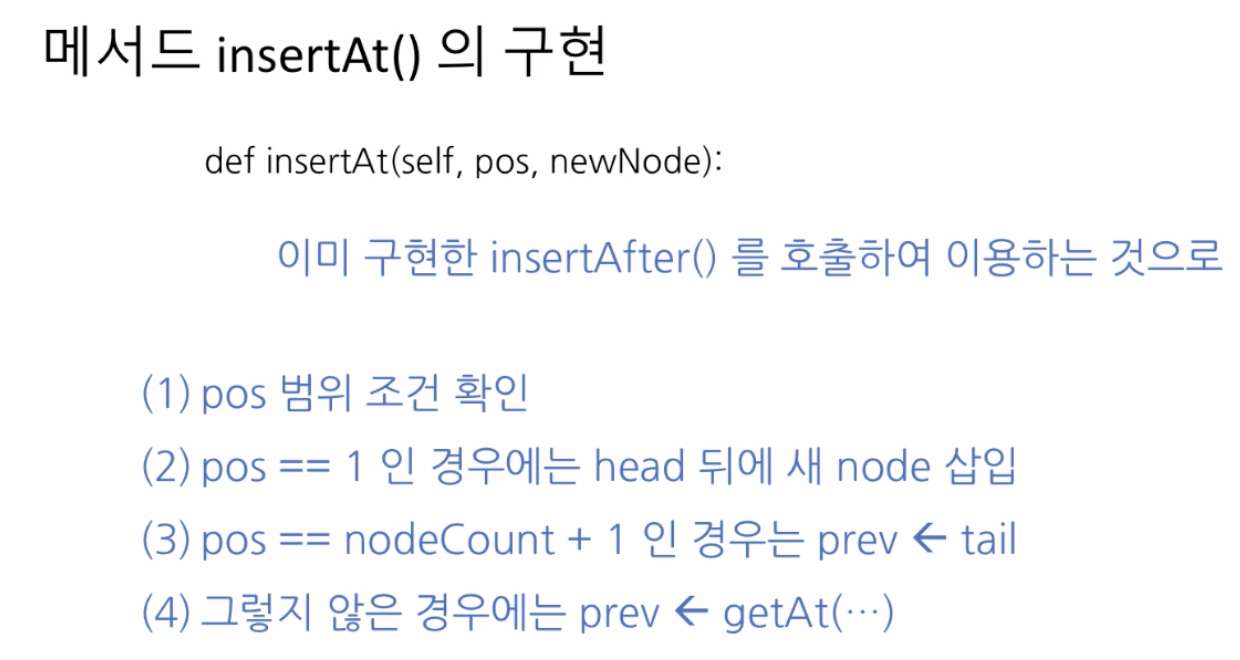 메서드 insertAt() 의 구현
def insertAt(self, pos, newNode):
이미 구현한 insertAfter() 를 호출하여 이용하는 것으로
(1) pos 범위 조건 확인
(2) pos == 1 인 경우에는 head 뒤에 새 node 삽입
(3) pos == nodeCount + 1 인 경우는 prev ← tail
(4) 그렇지 않은 경우에는 prev ← getAt(…)